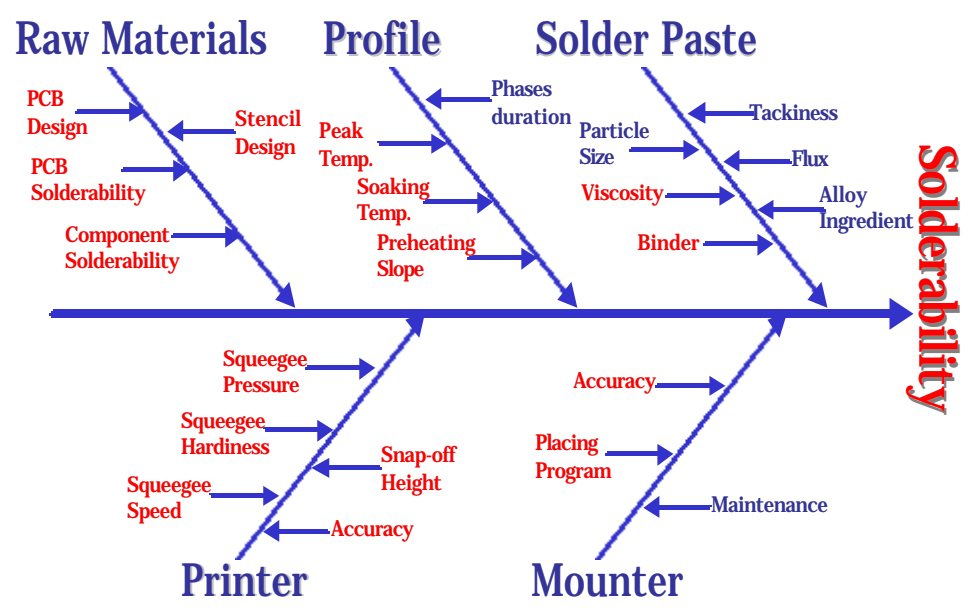 Raw Materials
Profile
Solder Paste
PCB
Design
Stencil
Design
PCB
Solderability
Component
Solderability
Phases
duration
Peak
Temp.
Soaking
Temp.
Preheating
Slope
Tackiness
Particle
Size
Flux
Viscosity
Alloy
Ingredient
Binder
Solderability
Squeegee
Pressure
Squeegee
Hardiness
Snap-off
Height
Squeegee
Speed
Accuracy
Printer
Accuracy
Placing
Program
Maintenance
Mounter